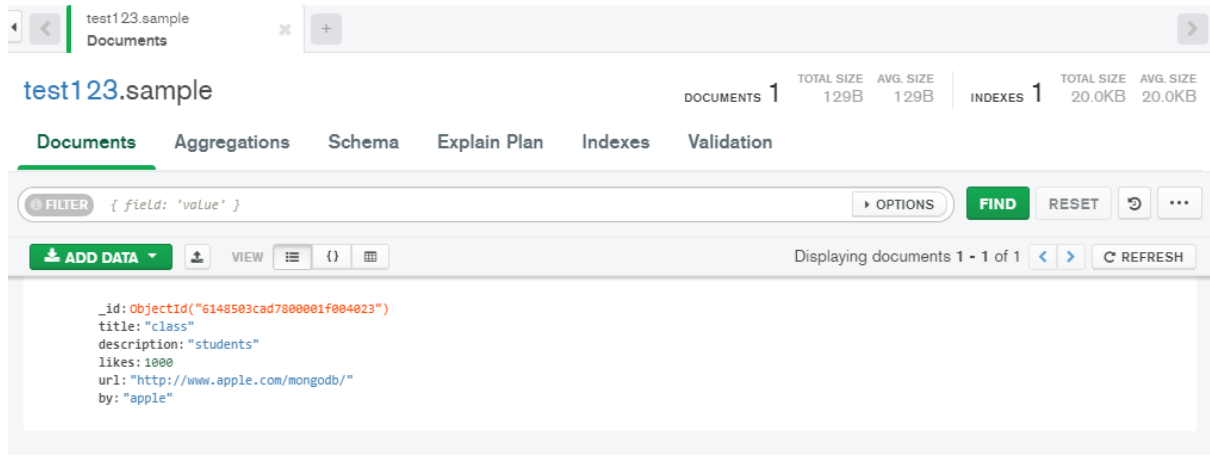 test123.sample
Documents
test123.sample
DOCUMENTS 1 TOTAL SIZE 129B AVG. SIZE 129B INDEXES 1 TOTAL SIZE 20.0KB AVG. SIZE 20.0KB
Documents Aggregations Schema Explain Plan Indexes Validation
FILTER { field: 'value' } OPTIONS FIND RESET
ADD DATA VIEW {} Displaying documents 1 - 1 of 1 < > REFRESH
_id: ObjectId("6148503cad7800001f004023")
title: "class"
description: "students"
likes: 1000
url: "http://www.apple.com/mongodb/"
by: "apple"